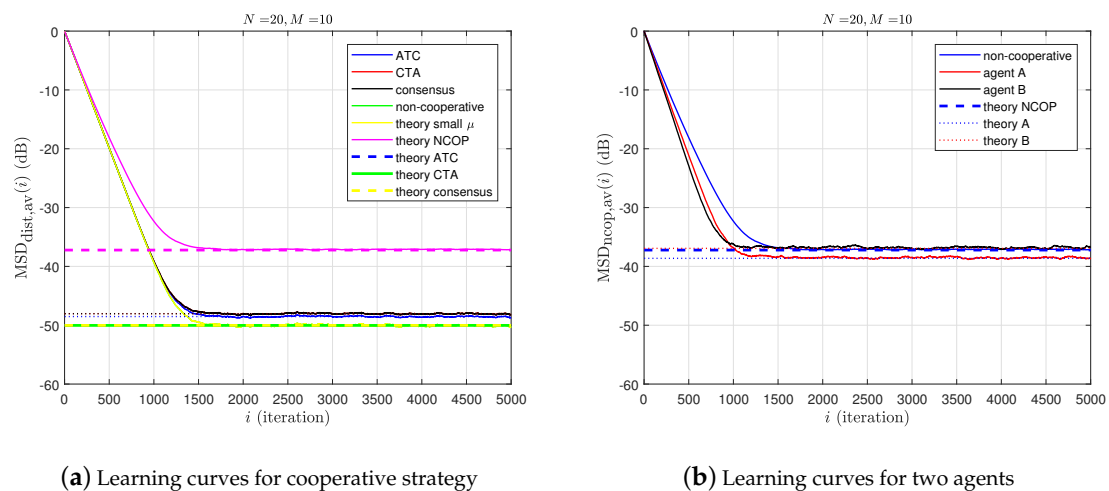 N =20, M =10
MSD_dist,av(i) (dB)
0
-10
-20
-30
-40
-50
-60
ATC
CTA
consensus
non-cooperative
theory small μ
theory NCOP
theory ATC
theory CTA
theory consensus
0 500 1000 1500 2000 2500 3000 3500 4000 4500 5000
i (iteration)
(a) Learning curves for cooperative strategy
N =20, M =10
MSD_ncop,av(i) (dB)
0
-10
-20
-30
-40
-50
-60
non-cooperative
agent A
agent B
theory NCOP
theory A
theory B
0 500 1000 1500 2000 2500 3000 3500 4000 4500 5000
i (iteration)
(b) Learning curves for two agents